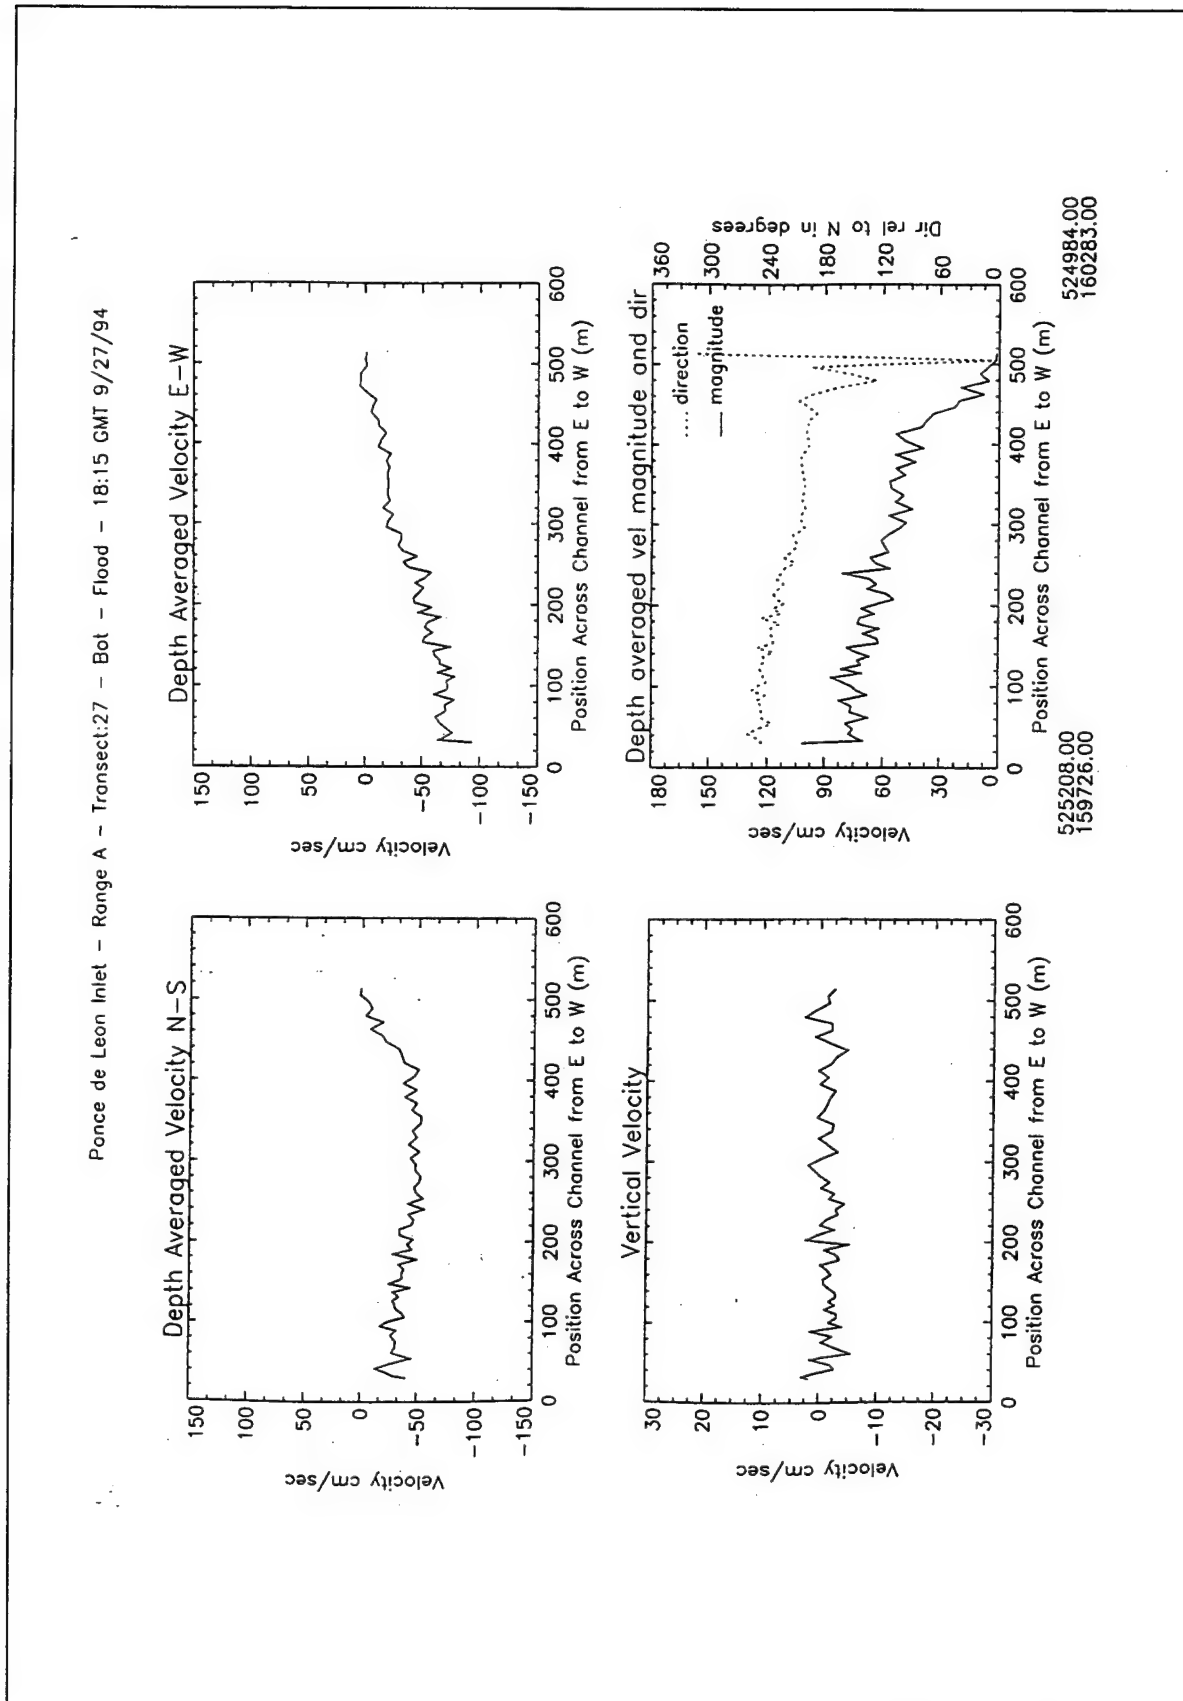 Ponce de Leon Inlet - Range A - Transect:27 - Bot - Flood - 18:15 GMT 9/27/94
Depth Averaged Velocity N-S
150
100
50
0
-50
-100
-150
Velocity cm/sec
0 100 200 300 400 500 600
Position Across Channel from E to W (m)
Depth Averaged Velocity E-W
150
100
50
0
-50
-100
-150
Velocity cm/sec
0 100 200 300 400 500 600
Position Across Channel from E to W (m)
Vertical Velocity
30
20
10
0
-10
-20
-30
Velocity cm/sec
0 100 200 300 400 500 600
Position Across Channel from E to W (m)
Depth averaged vel magnitude and dir
direction
magnitude
180
150
120
90
60
30
0
Velocity cm/sec
360
300
240
180
120
60
0
Dir rel to N in degrees
0 100 200 300 400 500 600
Position Across Channel from E to W (m)
525208.00 524984.00
159726.00 160283.00